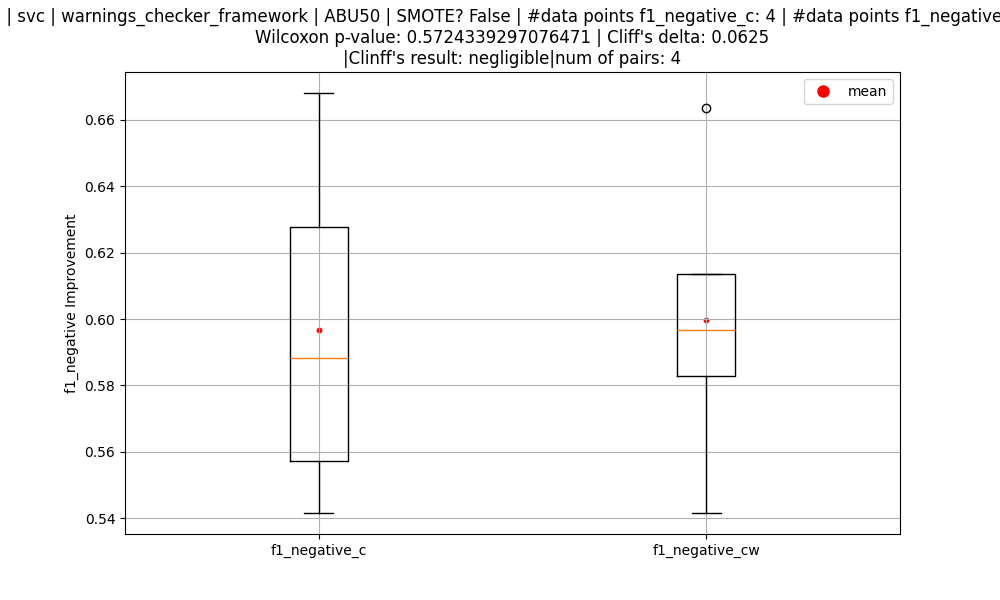 | svc | warnings_checker_framework | ABU50 | SMOTE? False | #data points f1_negative_c: 4 | #data points f1_negative
Wilcoxon p-value: 0.5724339297076471 | Cliff's delta: 0.0625
|Clinff's result: negligible|num of pairs: 4
mean
0.66
0.64
0.62
0.60
0.58
0.56
0.54
f1_negative Improvement
f1_negative_c
f1_negative_cw